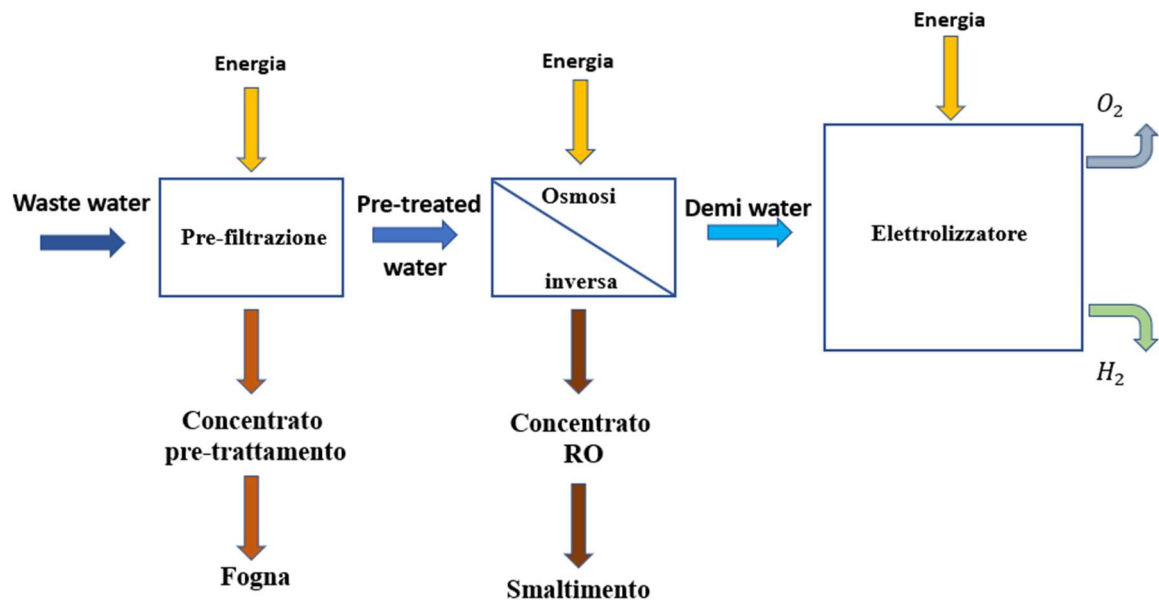 Energia
Energia
Energia
O₂
Waste water
Pre-filtrazione
Pre-treated
water
Osmosi
inversa
Demi water
Elettrolizzatore
H₂
Concentrato
pre-trattamento
Concentrato
RO
Fogna
Smaltimento